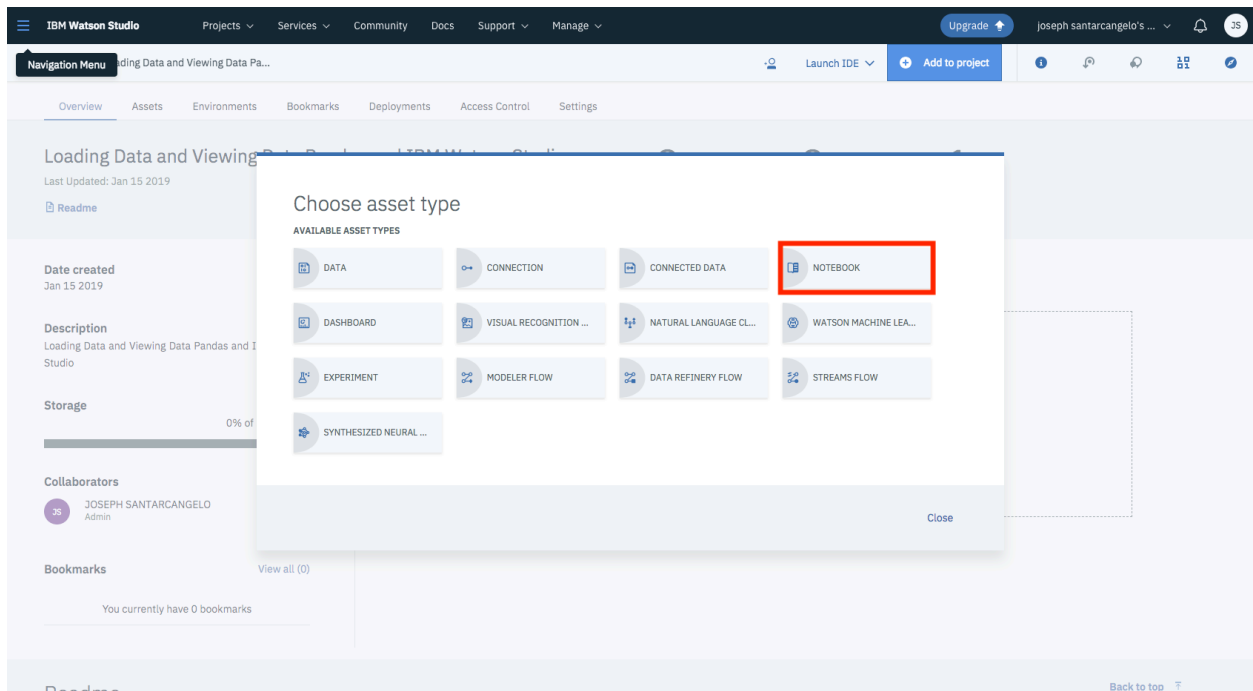 IBM Watson Studio Projects Services Community Docs Support Manage Upgrade joseph santarcangelo's ... JS
Navigation Menu ading Data and Viewing Data Pa... Launch IDE Add to project
Overview Assets Environments Bookmarks Deployments Access Control Settings
Loading Data and Viewing
Last Updated: Jan 15 2019
Readme
Choose asset type
AVAILABLE ASSET TYPES
DATA CONNECTION CONNECTED DATA NOTEBOOK
DASHBOARD VISUAL RECOGNITION ... NATURAL LANGUAGE CL... WATSON MACHINE LEA...
EXPERIMENT MODELER FLOW DATA REFINERY FLOW STREAMS FLOW
SYNTHESIZED NEURAL ...
Close
Date created
Jan 15 2019
Description
Loading Data and Viewing Data Pandas and I
Studio
Storage
0% of
Collaborators
JS JOSEPH SANTARCANGELO
Admin
Bookmarks View all (0)
You currently have 0 bookmarks
Back to top